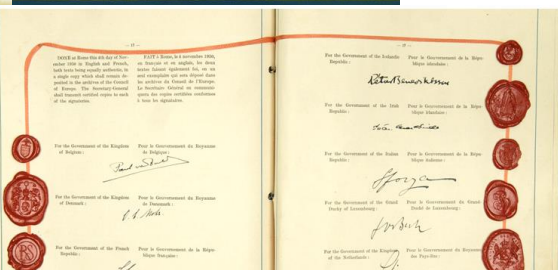 — 17 —
DONE at Rome this 4th day of Nov-
ember 1950 in English and French,
both texts being equally authentic, in
a single copy which shall remain de-
posited in the archives of the Council
of Europe. The Secretary-General
shall transmit certified copies to each
of the signatories.
FAIT à Rome, le 4 novembre 1950,
en français et en anglais, les deux
textes faisant également foi, en un
seul exemplaire qui sera déposé dans
les archives du Conseil de l'Europe.
Le Secrétaire Général en communi-
quera des copies certifiées conformes
à tous les signataires.
For the Government of the Kingdom
of Belgium :
Pour le Gouvernement du Royaume
de Belgique :
For the Government of the Kingdom
of Denmark :
Pour le Gouvernement du Royaume
de Danemark :
For the Government of the French
Republic :
Pour le Gouvernement de la Répu-
blique française :
For the Government of the Icelandic
Republic :
Pour le Gouvernement de la Répu-
blique islandaise :
For the Government of the Irish
Republic :
Pour le Gouvernement de la Répu-
blique irlandaise :
For the Government of the Italian
Republic :
Pour le Gouvernement de la Répu-
blique italienne :
Sforza
For the Government of the Grand
Duchy of Luxembourg :
Pour le Gouvernement du Grand
Duché de Luxembourg :
For the Government of the Kingdom
of the Netherlands :
Pour le Gouvernement du Royaume
des Pays-Bas :